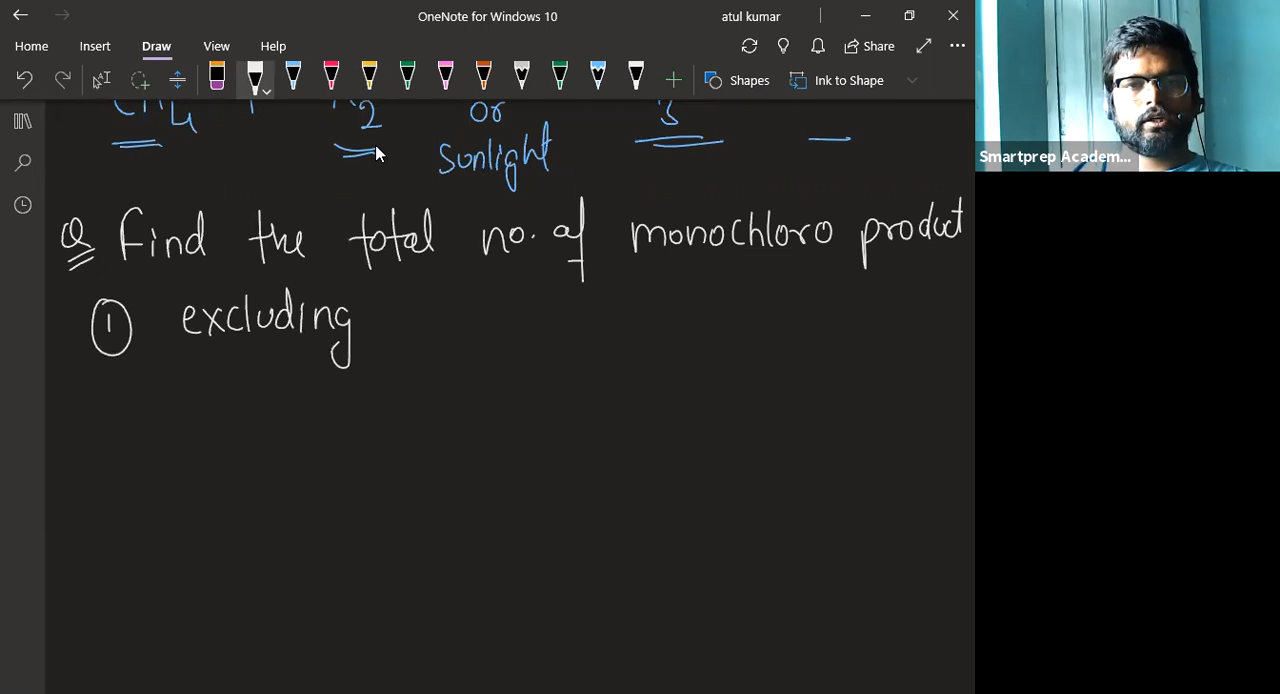 OneNote for Windows 10
atul kumar
Home Insert Draw View Help
Share
Shapes
Ink to Shape
or
sunlight
Smartprep Academ...
Q Find the total no. of monochloro product
① excluding